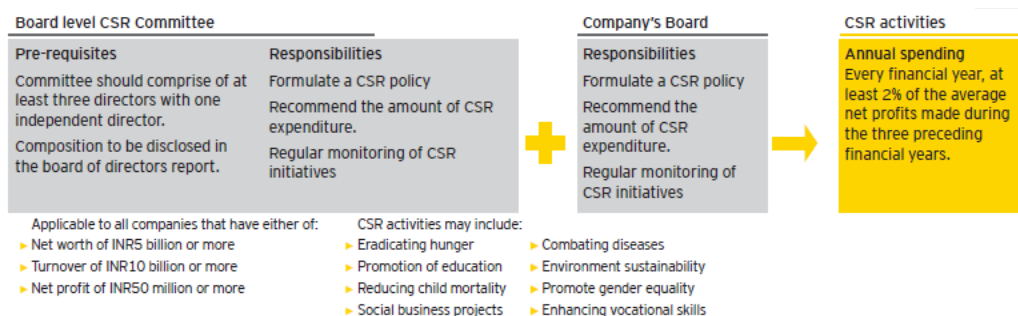 Board level CSR Committee
Pre-requisites
Committee should comprise of at
least three directors with one
independent director.
Composition to be disclosed in
the board of directors report.
Responsibilities
Formulate a CSR policy
Recommend the amount of CSR
expenditure.
Regular monitoring of CSR
initiatives
Company's Board
Responsibilities
Formulate a CSR policy
Recommend the
amount of CSR
expenditure.
Regular monitoring of
CSR initiatives
CSR activities
Annual spending
Every financial year, at
least 2% of the average
net profits made during
the three preceding
financial years.
Applicable to all companies that have either of:
► Net worth of INR5 billion or more
► Turnover of INR10 billion or more
► Net profit of INR50 million or more
CSR activities may include:
► Eradicating hunger
► Promotion of education
► Reducing child mortality
► Social business projects
► Combating diseases
► Environment sustainability
► Promote gender equality
► Enhancing vocational skills